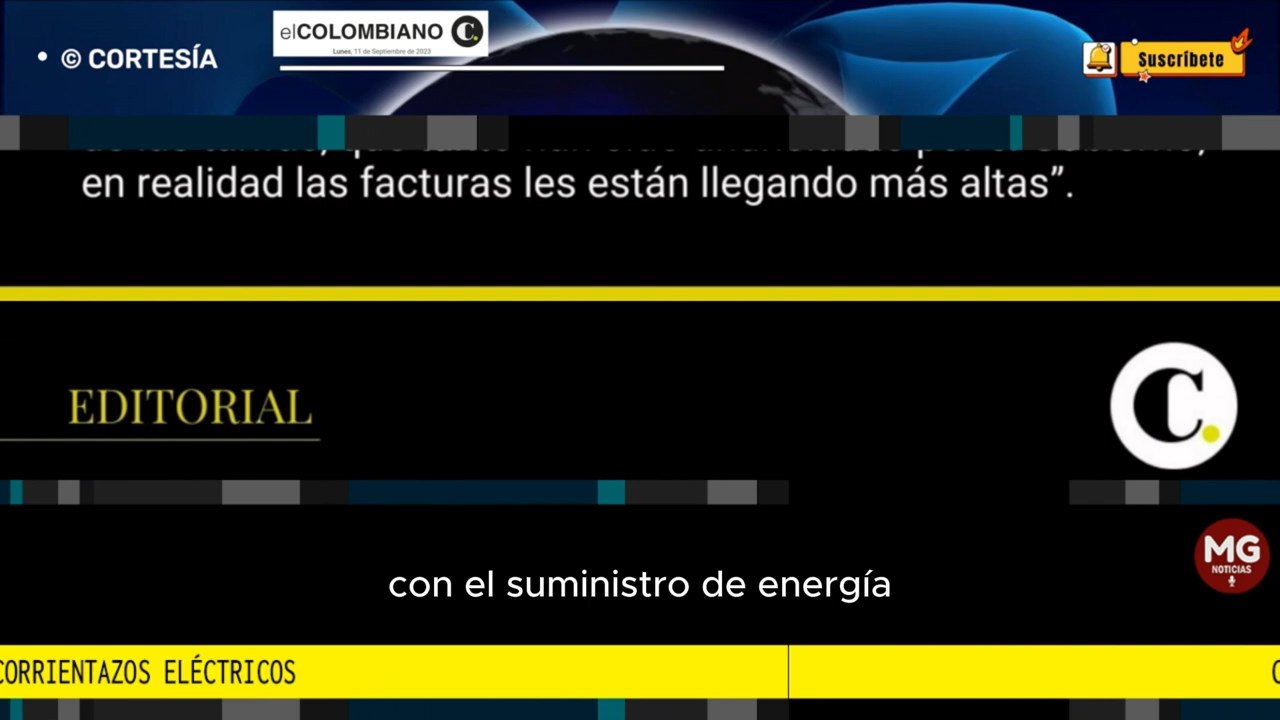 • © CORTESÍA
elCOLOMBIANO C.
Lunes, 11 de Septiembre de 2023
Suscríbete
en realidad las facturas les están llegando más altas”.
EDITORIAL
C.
MG
NOTICIAS
con el suministro de energía
CORRIENTAZOS ELÉCTRICOS